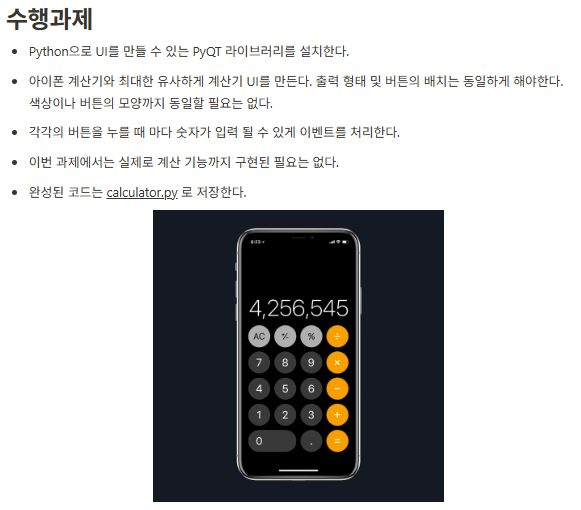 수행과제
Python으로 UI를 만들 수 있는 PyQT 라이브러리를 설치한다.
아이폰 계산기와 최대한 유사하게 계산기 UI를 만든다. 출력 형태 및 버튼의 배치는 동일하게 해야한다.
색상이나 버튼의 모양까지 동일할 필요는 없다.
각각의 버튼을 누를 때 마다 숫자가 입력 될 수 있게 이벤트를 처리한다.
이번 과제에서는 실제로 계산 기능까지 구현된 필요는 없다.
완성된 코드는 calculator.py 로 저장한다.
4,256,545
AC +/- % ÷
7 8 9 ×
4 5 6 −
1 2 3 +
0 . =